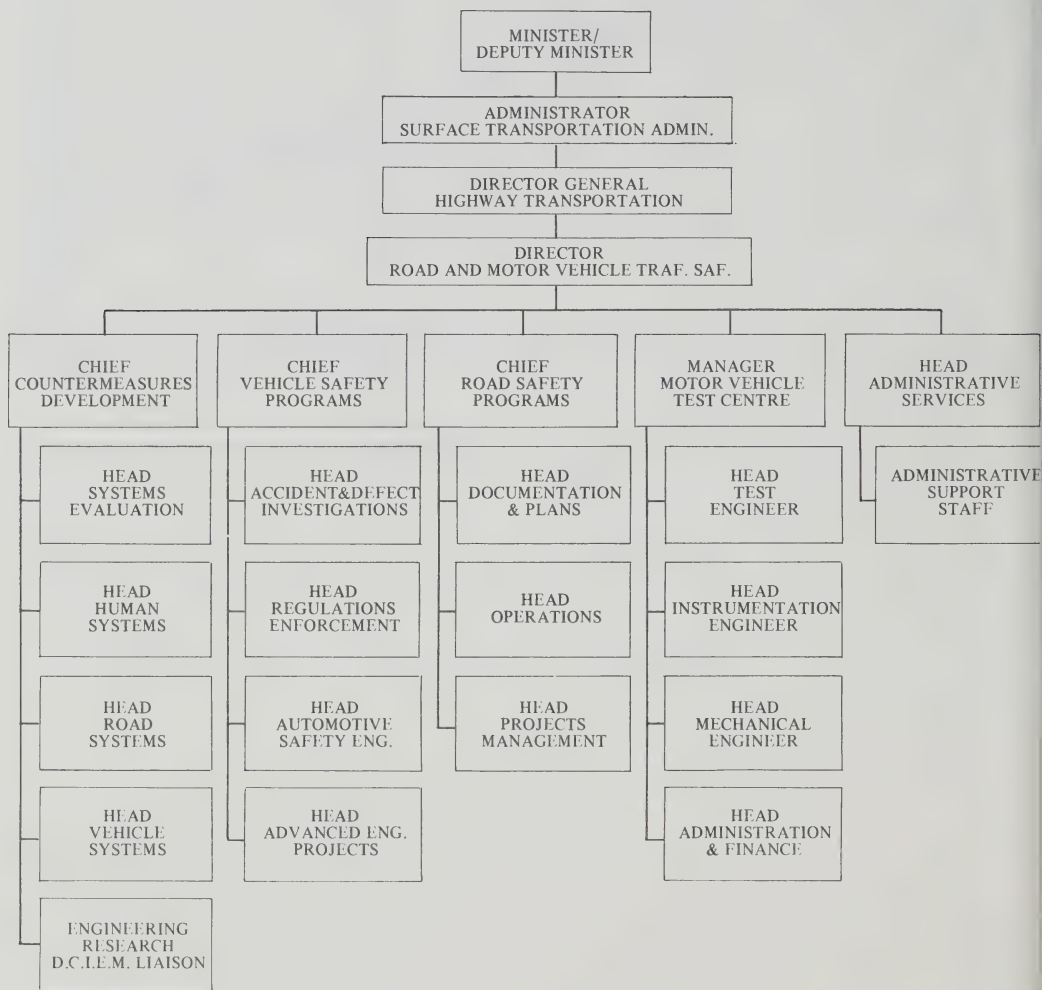 MINISTER/
DEPUTY MINISTER
ADMINISTRATOR
SURFACE TRANSPORTATION ADMIN.
DIRECTOR GENERAL
HIGHWAY TRANSPORTATION
DIRECTOR
ROAD AND MOTOR VEHICLE TRAF. SAF.
CHIEF
COUNTERMEASURES
DEVELOPMENT
HEAD
SYSTEMS
EVALUATION
HEAD
HUMAN
SYSTEMS
HEAD
ROAD
SYSTEMS
HEAD
VEHICLE
SYSTEMS
ENGINEERING
RESEARCH
D.C.I.E.M. LIAISON
CHIEF
VEHICLE SAFETY
PROGRAMS
HEAD
ACCIDENT&DEFECT
INVESTIGATIONS
HEAD
REGULATIONS
ENFORCEMENT
HEAD
AUTOMOTIVE
SAFETY ENG.
HEAD
ADVANCED ENG.
PROJECTS
CHIEF
ROAD SAFETY
PROGRAMS
HEAD
DOCUMENTATION
& PLANS
HEAD
OPERATIONS
HEAD
PROJECTS
MANAGEMENT
MANAGER
MOTOR VEHICLE
TEST CENTRE
HEAD
TEST
ENGINEER
HEAD
INSTRUMENTATION
ENGINEER
HEAD
MECHANICAL
ENGINEER
HEAD
ADMINISTRATION
& FINANCE
HEAD
ADMINISTRATIVE
SERVICES
ADMINISTRATIVE
SUPPORT
STAFF